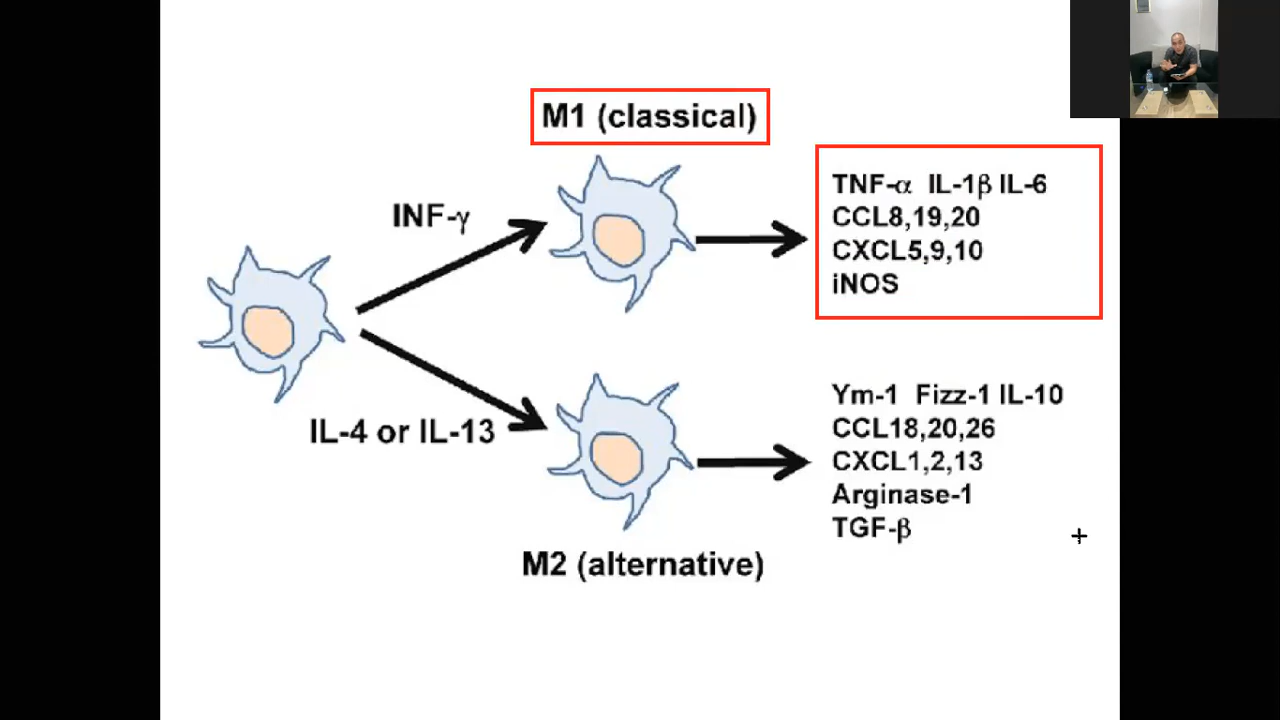 M1 (classical)
INF-γ
TNF-α IL-1β IL-6
CCL8,19,20
CXCL5,9,10
iNOS
IL-4 or IL-13
Ym-1 Fizz-1 IL-10
CCL18,20,26
CXCL1,2,13
Arginase-1
TGF-β
M2 (alternative)